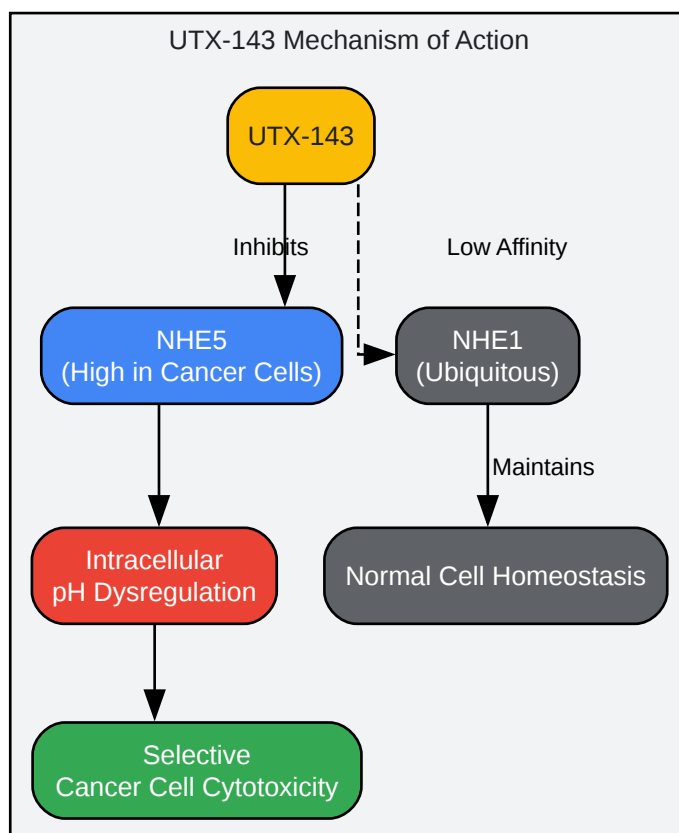 UTX-143 Mechanism of Action
UTX-143
Inhibits
Low Affinity
NHE5
(High in Cancer Cells)
NHE1
(Ubiquitous)
Maintains
Intracellular
pH Dysregulation
Normal Cell Homeostasis
Selective
Cancer Cell Cytotoxicity